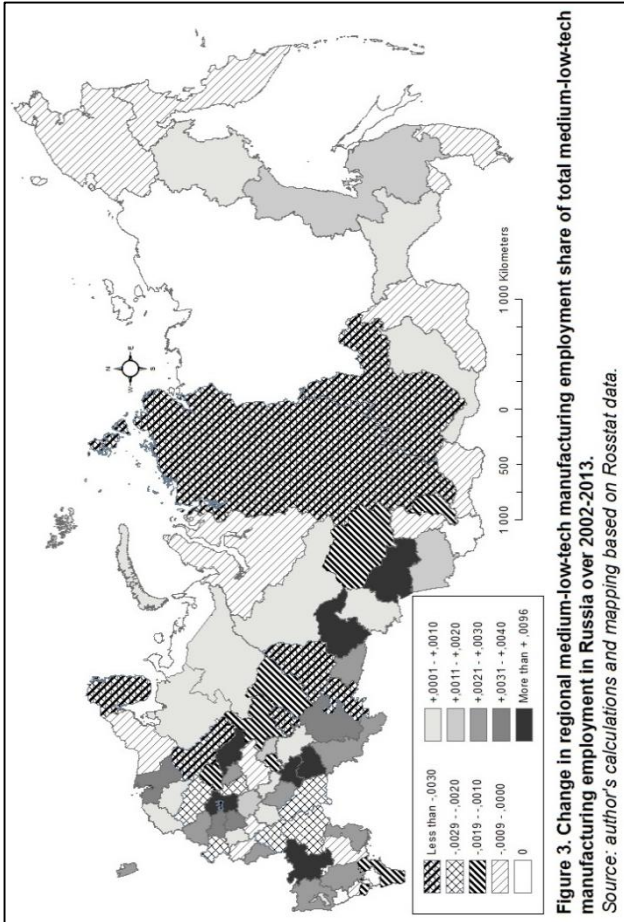 N
W E
S
1 000 500 0 1 000 Kilometers
Less than -,0030
-,0029 - -,0020
-,0019 - -,0010
-,0009 - -,0000
0
+,0001 - +,0010
+,0011 - +,0020
+,0021 - +,0030
+,0031 - +,0040
More than + ,0096
Figure 3. Change in regional medium-low-tech manufacturing employment share of total medium-low-tech
manufacturing employment in Russia over 2002-2013.
Source: author's calculations and mapping based on Rosstat data.